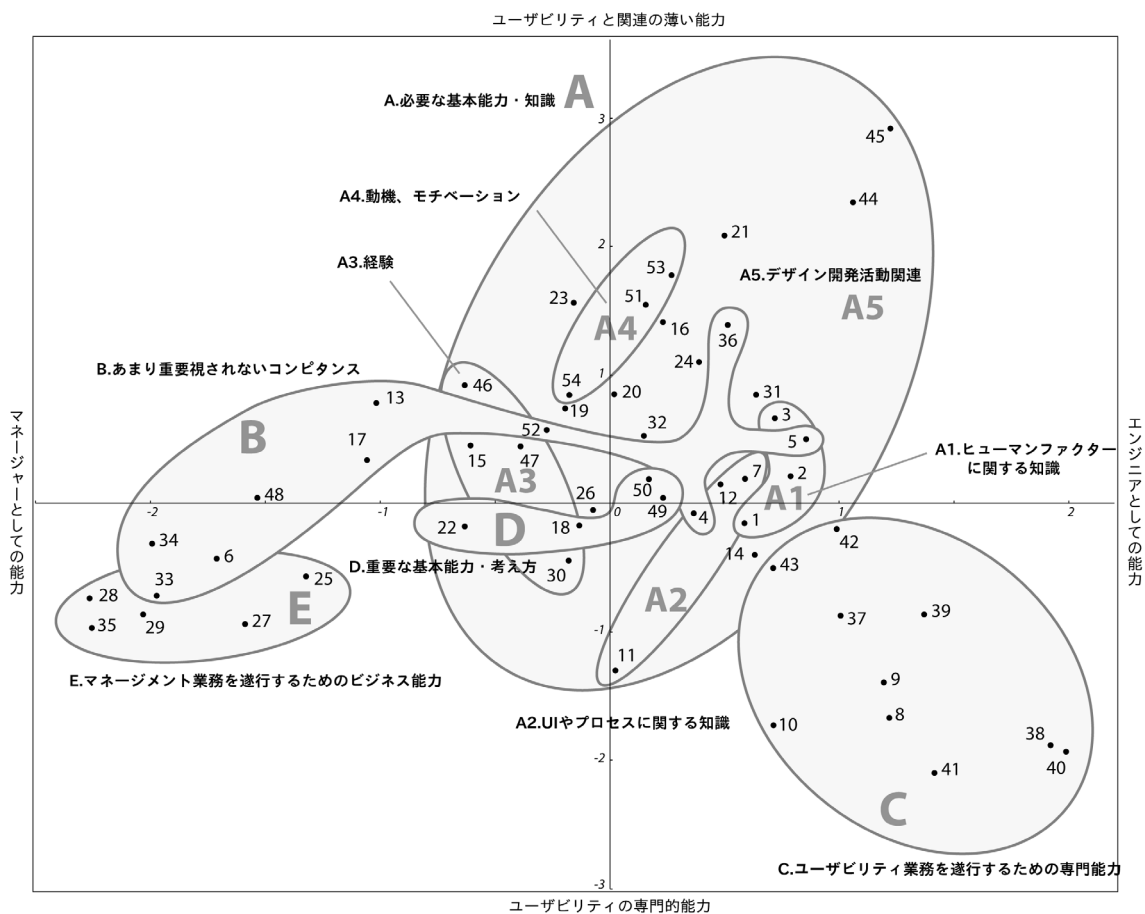 ユーザビリティと関連の薄い能力
A.必要な基本能力・知識
A
3
45
A4.動機、モチベーション
44
21
2
A3.経験
53
A5.デザイン開発活動関連
23
51
A5
A4
16
36
24
B.あまり重要視されないコンピタンス
1
46
54
20
31
13
19
3
マネージャーとしての能力
エンジニアとしての能力
B
52
32
5
17
15
47
A1.ヒューマンファクター
に関する知識
A3
7
2
48
50
12
A1
26
49
-2
-1
0
1
2
22
D
18
4
1
34
42
6
D.重要な基本能力・考え方
14
43
33
30
25
28
E
A2
35
29
27
37
39
-1
11
E.マネージメント業務を遂行するためのビジネス能力
9
A2.UIやプロセスに関する知識
10
8
38
-2
41
40
C
C.ユーザビリティ業務を遂行するための専門能力
-3
ユーザビリティの専門的能力